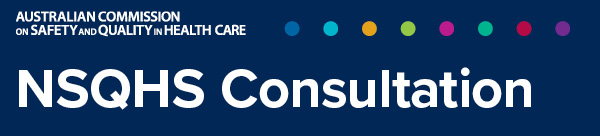 AUSTRALIAN COMMISSION
ON SAFETY AND QUALITY IN HEALTH CARE
NSQHS Consultation